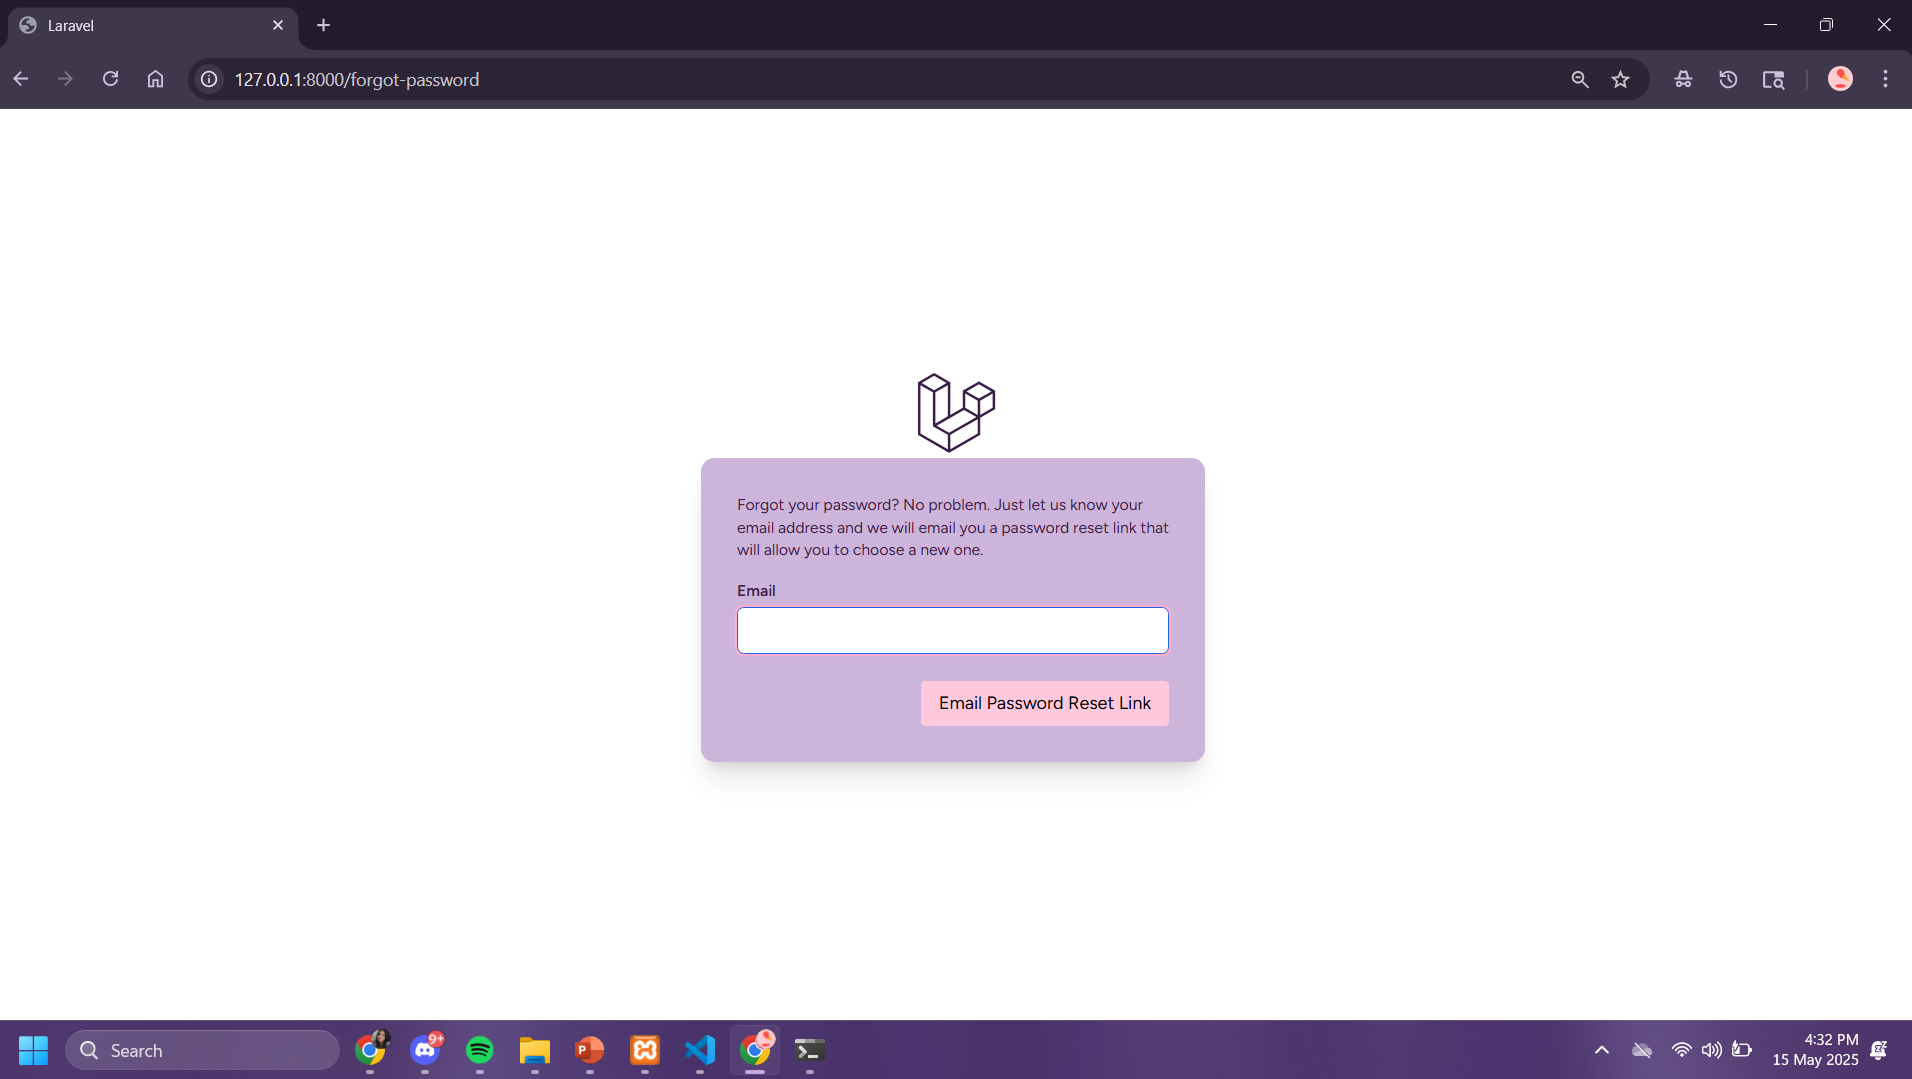 Laravel
127.0.0.1:8000/forgot-password
Forgot your password? No problem. Just let us know your
email address and we will email you a password reset link that
will allow you to choose a new one.
Email
Email Password Reset Link
Search
9+
P
4:32 PM
15 May 2025